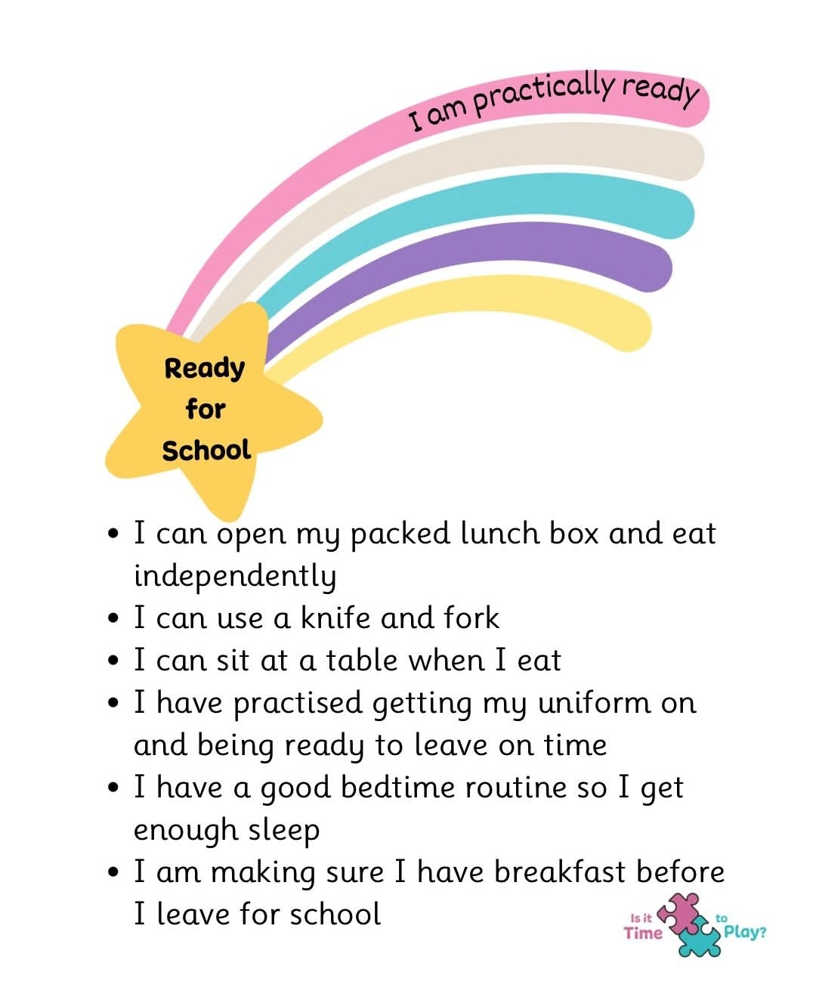 I am practically ready
Ready
for
School
• I can open my packed lunch box and eat
independently
• I can use a knife and fork
• I can sit at a table when I eat
• I have practised getting my uniform on
and being ready to leave on time
• I have a good bedtime routine so I get
enough sleep
• I am making sure I have breakfast before
I leave for school
Is it
Time
to
Play?